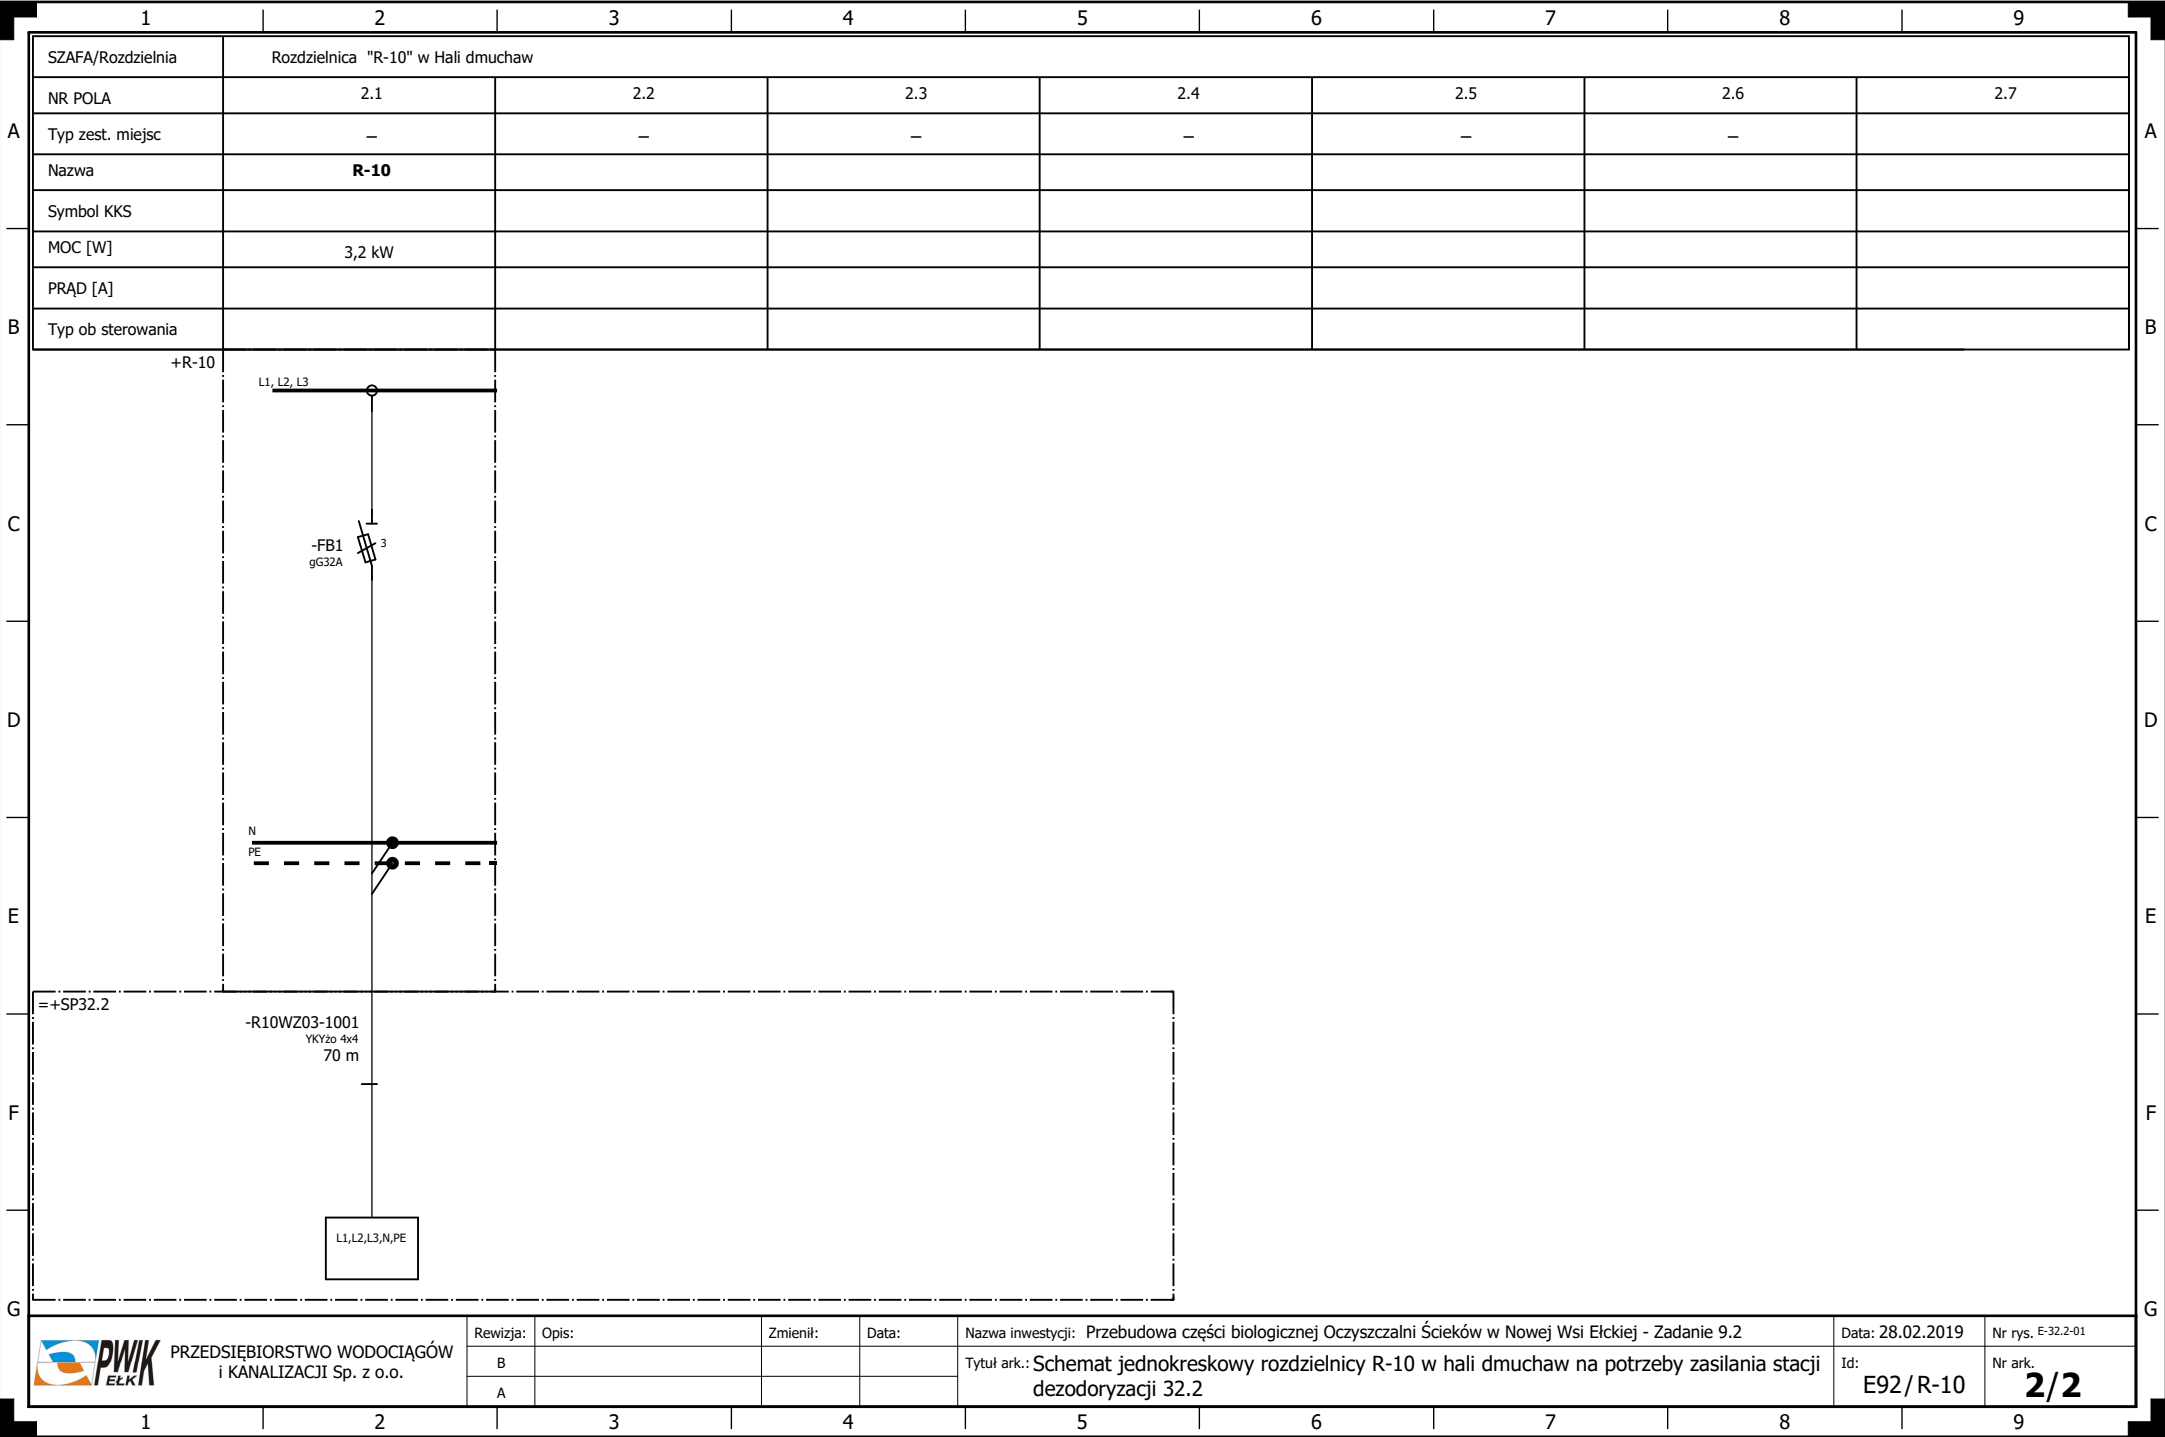 1 2 3 4 5 6 7 8 9
SZAFA/Rozdzielnia Rozdzielnica "R-10" w Hali dmuchaw
NR POLA 2.1 2.2 2.3 2.4 2.5 2.6 2.7
A Typ zest. miejsc – – – – – – A
Nazwa R-10
Symbol KKS
MOC [W] 3,2 kW
PRĄD [A]
B Typ ob sterowania B
+R-10
L1, L2, L3
C C
-FB1 3
gG32A
D D
N
PE
E E
=+SP32.2
-R10WZ03-1001
YKYżo 4x4
70 m
F F
L1,L2,L3,N,PE
G G
PWIK
EŁK
PRZEDSIĘBIORSTWO WODOCIĄGÓW
i KANALIZACJI Sp. z o.o.
Rewizja: Opis: Zmienił: Data:
B
A
Nazwa inwestycji: Przebudowa części biologicznej Oczyszczalni Ścieków w Nowej Wsi Ełckiej - Zadanie 9.2
Tytuł ark.: Schemat jednokreskowy rozdzielnicy R-10 w hali dmuchaw na potrzeby zasilania stacji
dezodoryzacji 32.2
Data: 28.02.2019
Nr rys. E-32.2-01
Id:
E92/R-10
Nr ark.
2/2
1 2 3 4 5 6 7 8 9